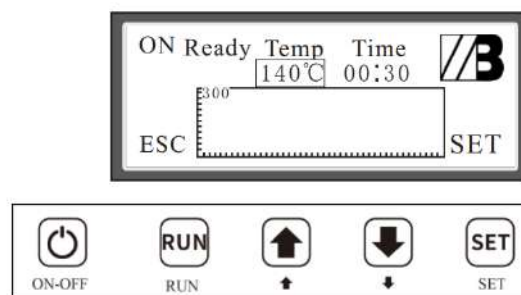 ON Ready Temp Time
140℃ 00:30
300
ESC SET
RUN SET
ON-OFF RUN SET